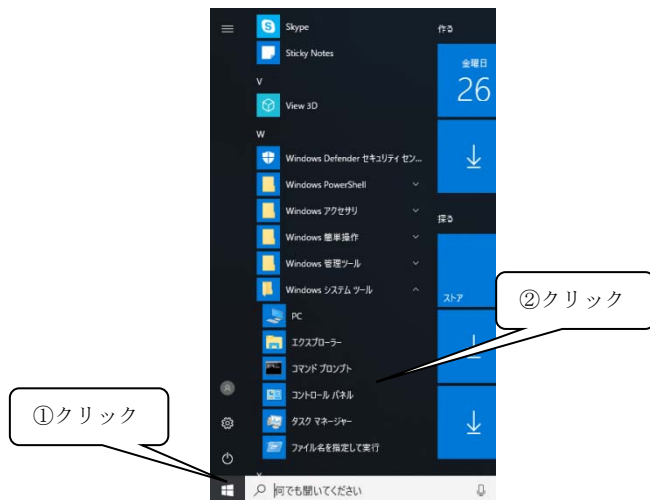 Skype
作る
Sticky Notes
金曜日
26
V
View 3D
W
Windows Defender セキュリティ セン...
Windows PowerShell
Windows アクセサリ
探る
Windows 簡単操作
Windows 管理ツール
Windows システム ツール
ストア
②クリック
PC
エクスプローラー
コマンド プロンプト
コントロール パネル
①クリック
タスク マネージャー
ファイル名を指定して実行
何でも聞いてください